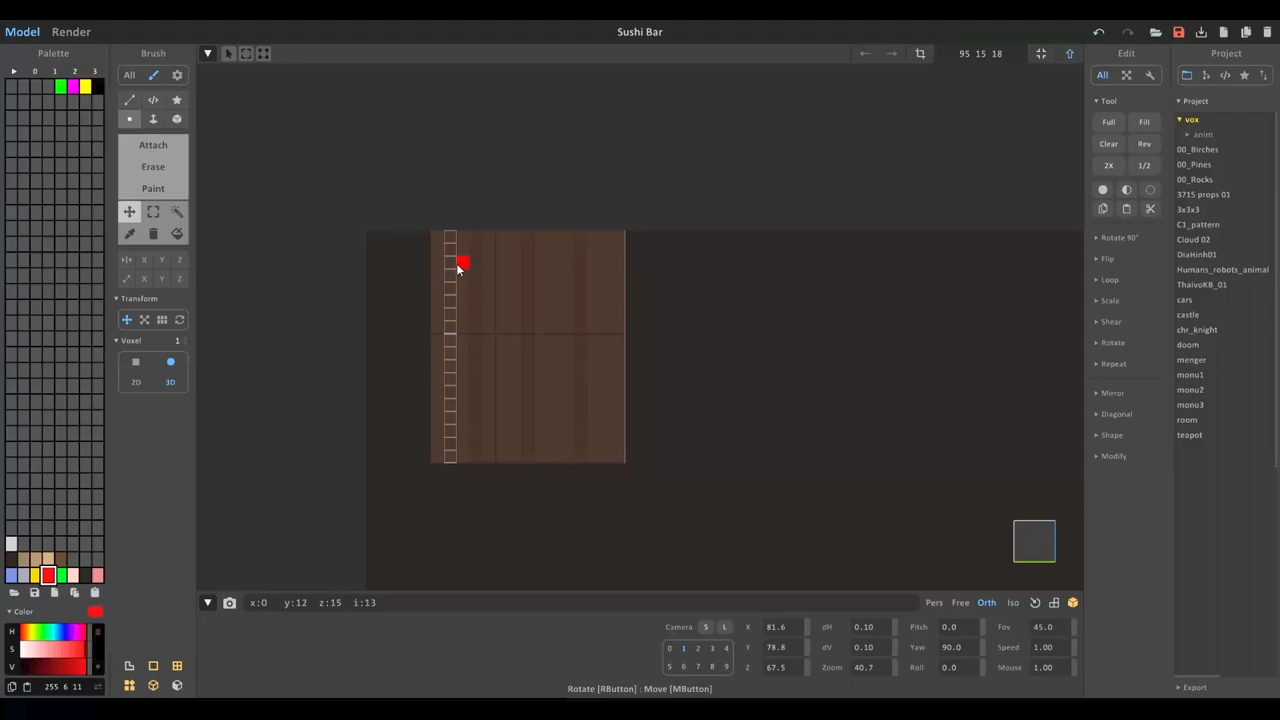 Model Render
Sushi Bar
Palette
Brush
95 15 18
Edit
Project
0 1 2 3
All
All
Tool
Full Fill
Clear Rev
2X 1/2
Rotate 90°
Flip
Loop
Scale
Shear
Rotate
Repeat
Mirror
Diagonal
Shape
Modify
Project
vox
anim
00_Birches
00_Pines
00_Rocks
3715 props 01
3x3x3
C1_pattern
Cloud 02
DiaHinh01
Humans_robots_animal
ThaivoKB_01
cars
castle
chr_knight
doom
menger
monu1
monu2
monu3
room
teapot
Export
Attach
Erase
Paint
X Y Z
X Y Z
Transform
Voxel 1
2D 3D
Color
H
S
V
255 6 11
x:0 y:12 z:15 i:13
Pers Free Orth Iso
Camera S L
0 1 2 3 4
5 6 7 8 9
X 81.6 dH 0.10 Pitch 0.0 Fov 45.0
Y 78.8 dV 0.10 Yaw 90.0 Speed 1.00
Z 67.5 Zoom 40.7 Roll 0.0 Mouse 1.00
Rotate [RButton] : Move [MButton]